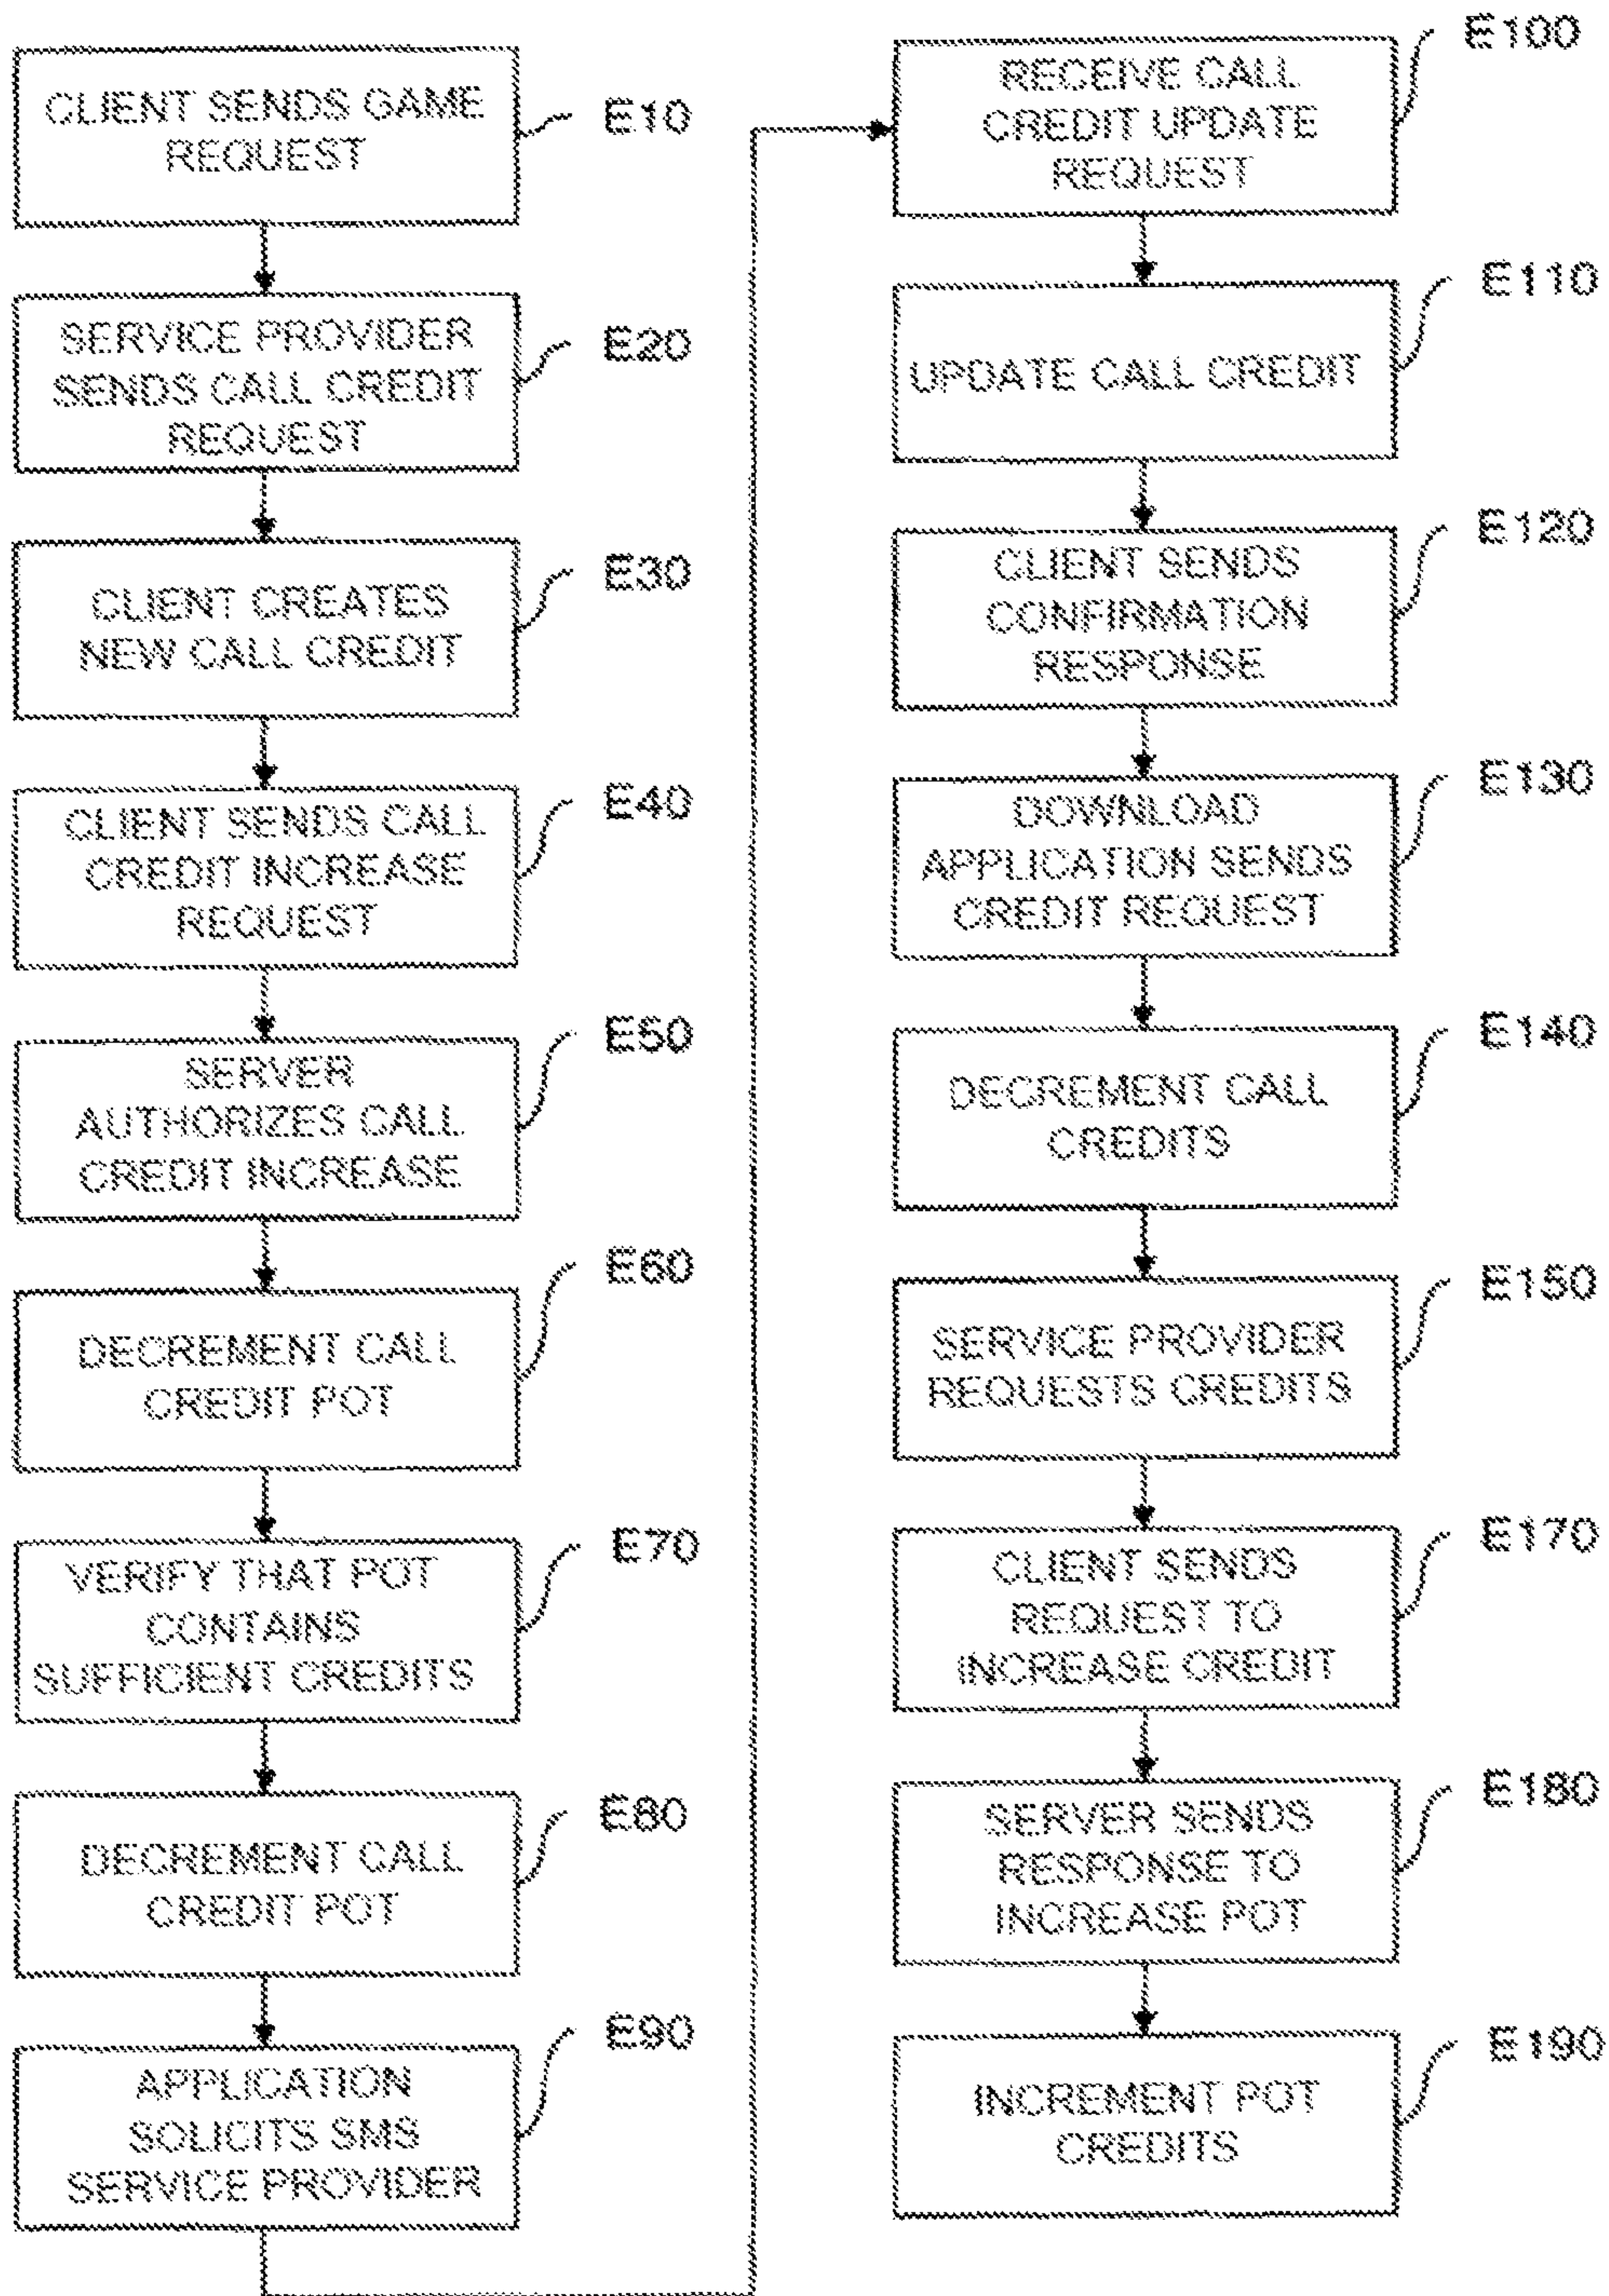 CLIENT SENDS GAME
REQUEST
E10
SERVICE PROVIDER
SENDS CALL CREDIT
REQUEST
E20
CLIENT CREATES
NEW CALL CREDIT
E30
CLIENT SENDS CALL
CREDIT INCREASE
REQUEST
E40
SERVER
AUTHORIZES CALL
CREDIT INCREASE
E50
DECREMENT CALL
CREDIT POT
E60
VERIFY THAT POT
CONTAINS
SUFFICIENT CREDITS
E70
DECREMENT CALL
CREDIT POT
E80
APPLICATION
SOLICITS SMS
SERVICE PROVIDER
E90
RECEIVE CALL
CREDIT UPDATE
REQUEST
E100
UPDATE CALL CREDIT
E110
CLIENT SENDS
CONFIRMATION
RESPONSE
E120
DOWNLOAD
APPLICATION SENDS
CREDIT REQUEST
E130
DECREMENT CALL
CREDITS
E140
SERVICE PROVIDER
REQUESTS CREDITS
E150
CLIENT SENDS
REQUEST TO
INCREASE CREDIT
E170
SERVER SENDS
RESPONSE TO
INCREASE POT
E180
INCREMENT POT
CREDITS
E190